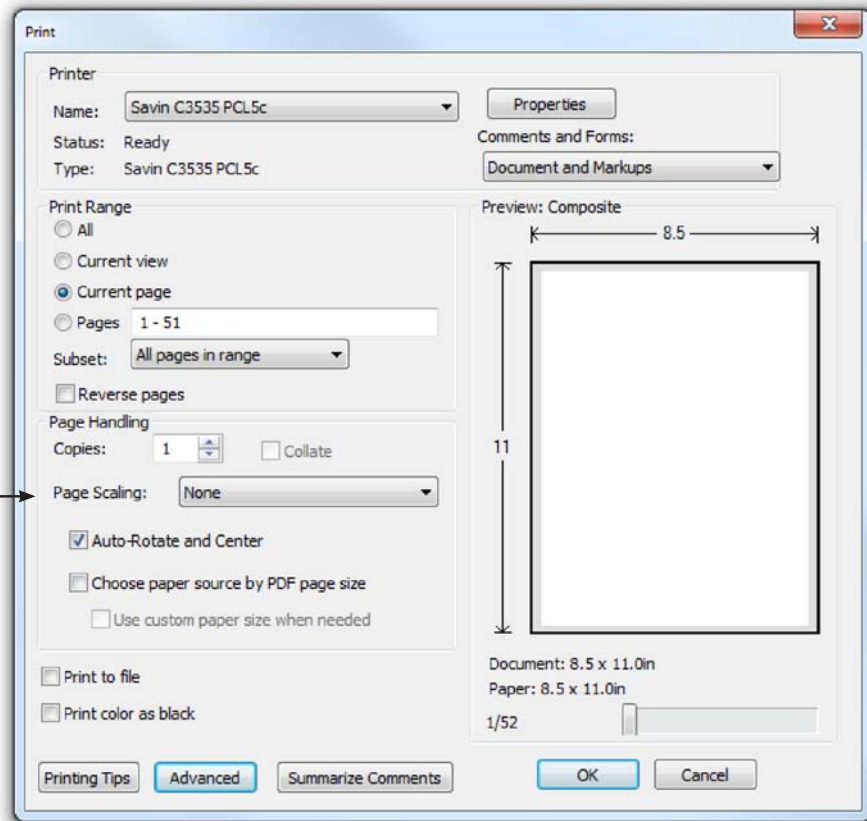 Print
Printer
Name: Savin C3535 PCL5c Properties
Status: Ready Comments and Forms:
Type: Savin C3535 PCL5c Document and Markups
Print Range
All
Current view
Current page
Pages 1 - 51
Subset: All pages in range
Reverse pages
Page Handling
Copies: 1 Collate
Page Scaling: None
Auto-Rotate and Center
Choose paper source by PDF page size
Use custom paper size when needed
Print to file
Print color as black
Preview: Composite
8.5
11
Document: 8.5 x 11.0in
Paper: 8.5 x 11.0in
1/52
Printing Tips Advanced Summarize Comments OK Cancel